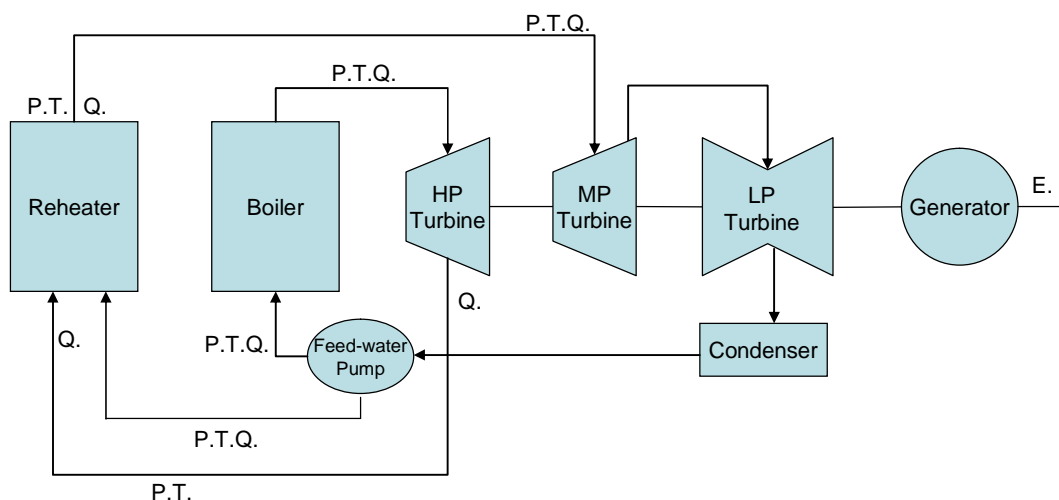 P.T.Q.
P.T.Q.
P.T. Q.
Reheater
Boiler
HP
Turbine
MP
Turbine
LP
Turbine
Generator
E.
Q.
Q.
P.T.Q.
Feed-water
Pump
Condenser
P.T.Q.
P.T.